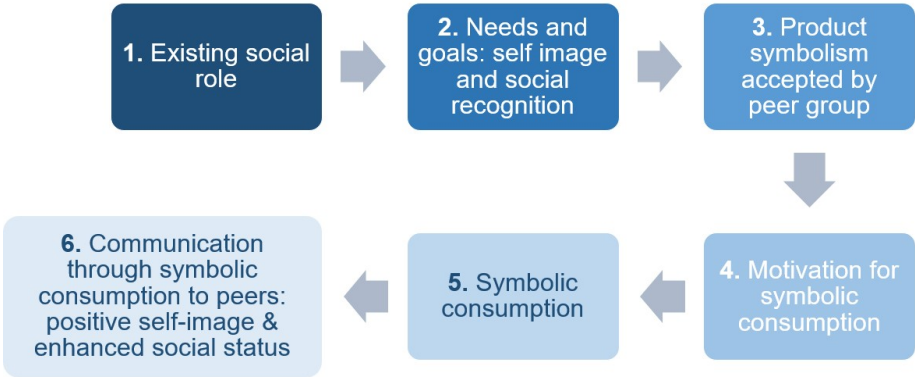 1. Existing social
role
2. Needs and
goals: self image
and social
recognition
3. Product
symbolism
accepted by
peer group
4. Motivation for
symbolic
consumption
5. Symbolic
consumption
6. Communication
through symbolic
consumption to peers:
positive self-image &
enhanced social status